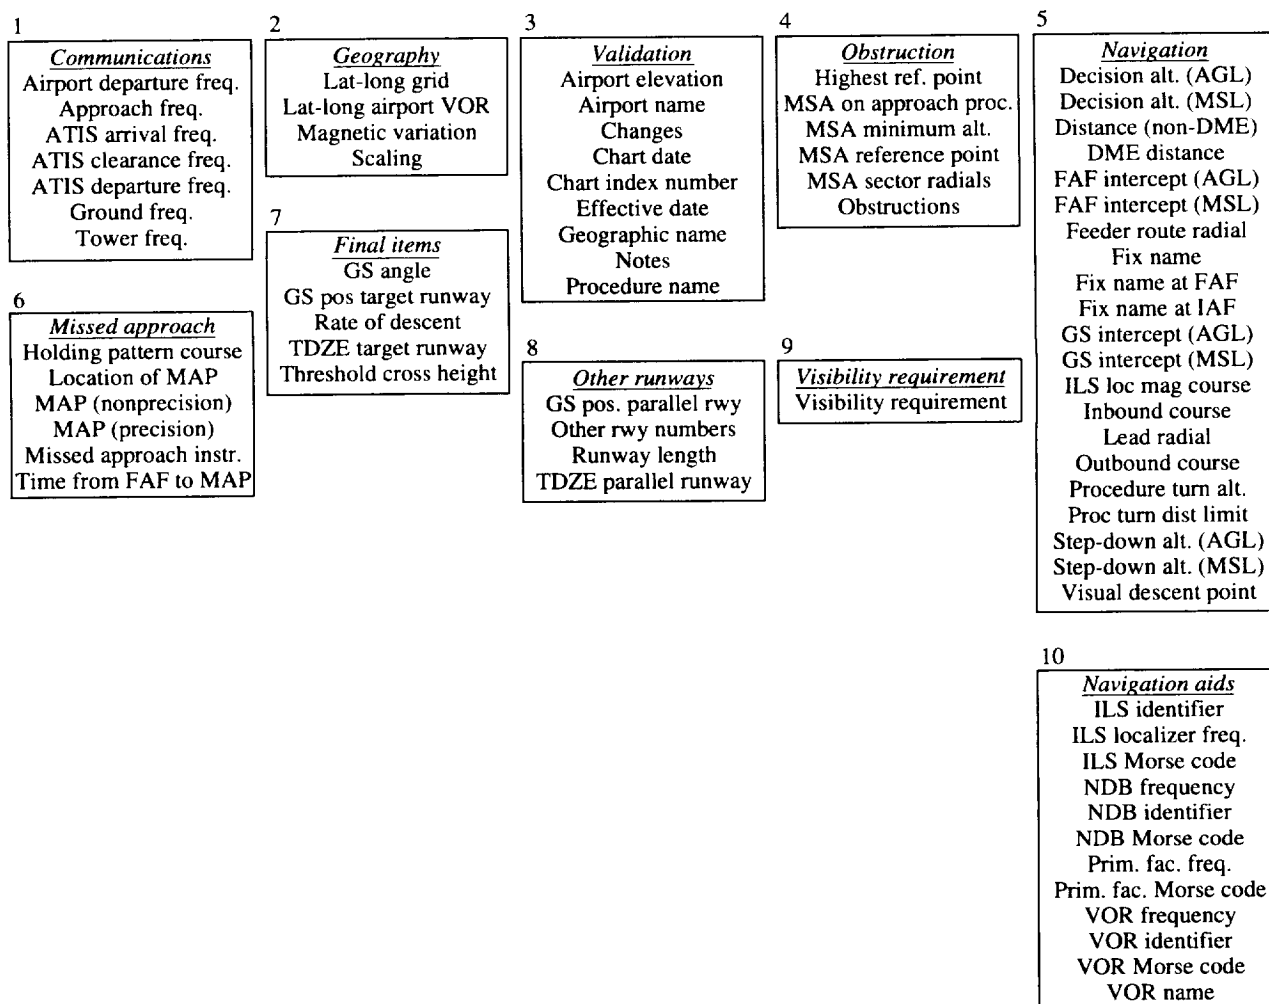 1
Communications
Airport departure freq.
Approach freq.
ATIS arrival freq.
ATIS clearance freq.
ATIS departure freq.
Ground freq.
Tower freq.
2
Geography
Lat-long grid
Lat-long airport VOR
Magnetic variation
Scaling
3
Validation
Airport elevation
Airport name
Changes
Chart date
Chart index number
Effective date
Geographic name
Notes
Procedure name
4
Obstruction
Highest ref. point
MSA on approach proc.
MSA minimum alt.
MSA reference point
MSA sector radials
Obstructions
5
Navigation
Decision alt. (AGL)
Decision alt. (MSL)
Distance (non-DME)
DME distance
FAF intercept (AGL)
FAF intercept (MSL)
Feeder route radial
Fix name
Fix name at FAF
Fix name at IAF
GS intercept (AGL)
GS intercept (MSL)
ILS loc mag course
Inbound course
Lead radial
Outbound course
Procedure turn alt.
Proc turn dist limit
Step-down alt. (AGL)
Step-down alt. (MSL)
Visual descent point
6
Missed approach
Holding pattern course
Location of MAP
MAP (nonprecision)
MAP (precision)
Missed approach instr.
Time from FAF to MAP
7
Final items
GS angle
GS pos target runway
Rate of descent
TDZE target runway
Threshold cross height
8
Other runways
GS pos. parallel rwy
Other rwy numbers
Runway length
TDZE parallel runway
9
Visibility requirement
Visibility requirement
10
Navigation aids
ILS identifier
ILS localizer freq.
ILS Morse code
NDB frequency
NDB identifier
NDB Morse code
Prim. fac. freq.
Prim. fac. Morse code
VOR frequency
VOR identifier
VOR Morse code
VOR name